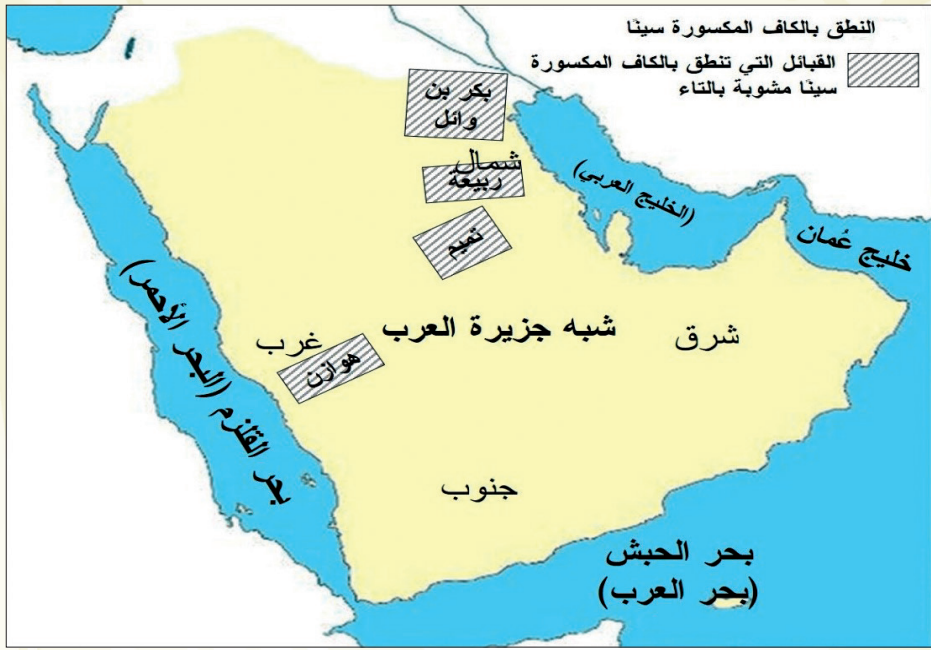 النطق بالكاف المكسورة سينًا
القبائل التي تنطق بالكاف المكسورة
سينًا مشوبة بالتاء
بكر بن
وائل
شمال
ربيعة
تميم
(الخليج العربي)
خليج عُمان
شبه جزيرة العرب
شرق
غرب
هوازن
بحر القلزم (البحر الأحمر)
جنوب
بحر الحبش
(بحر العرب)